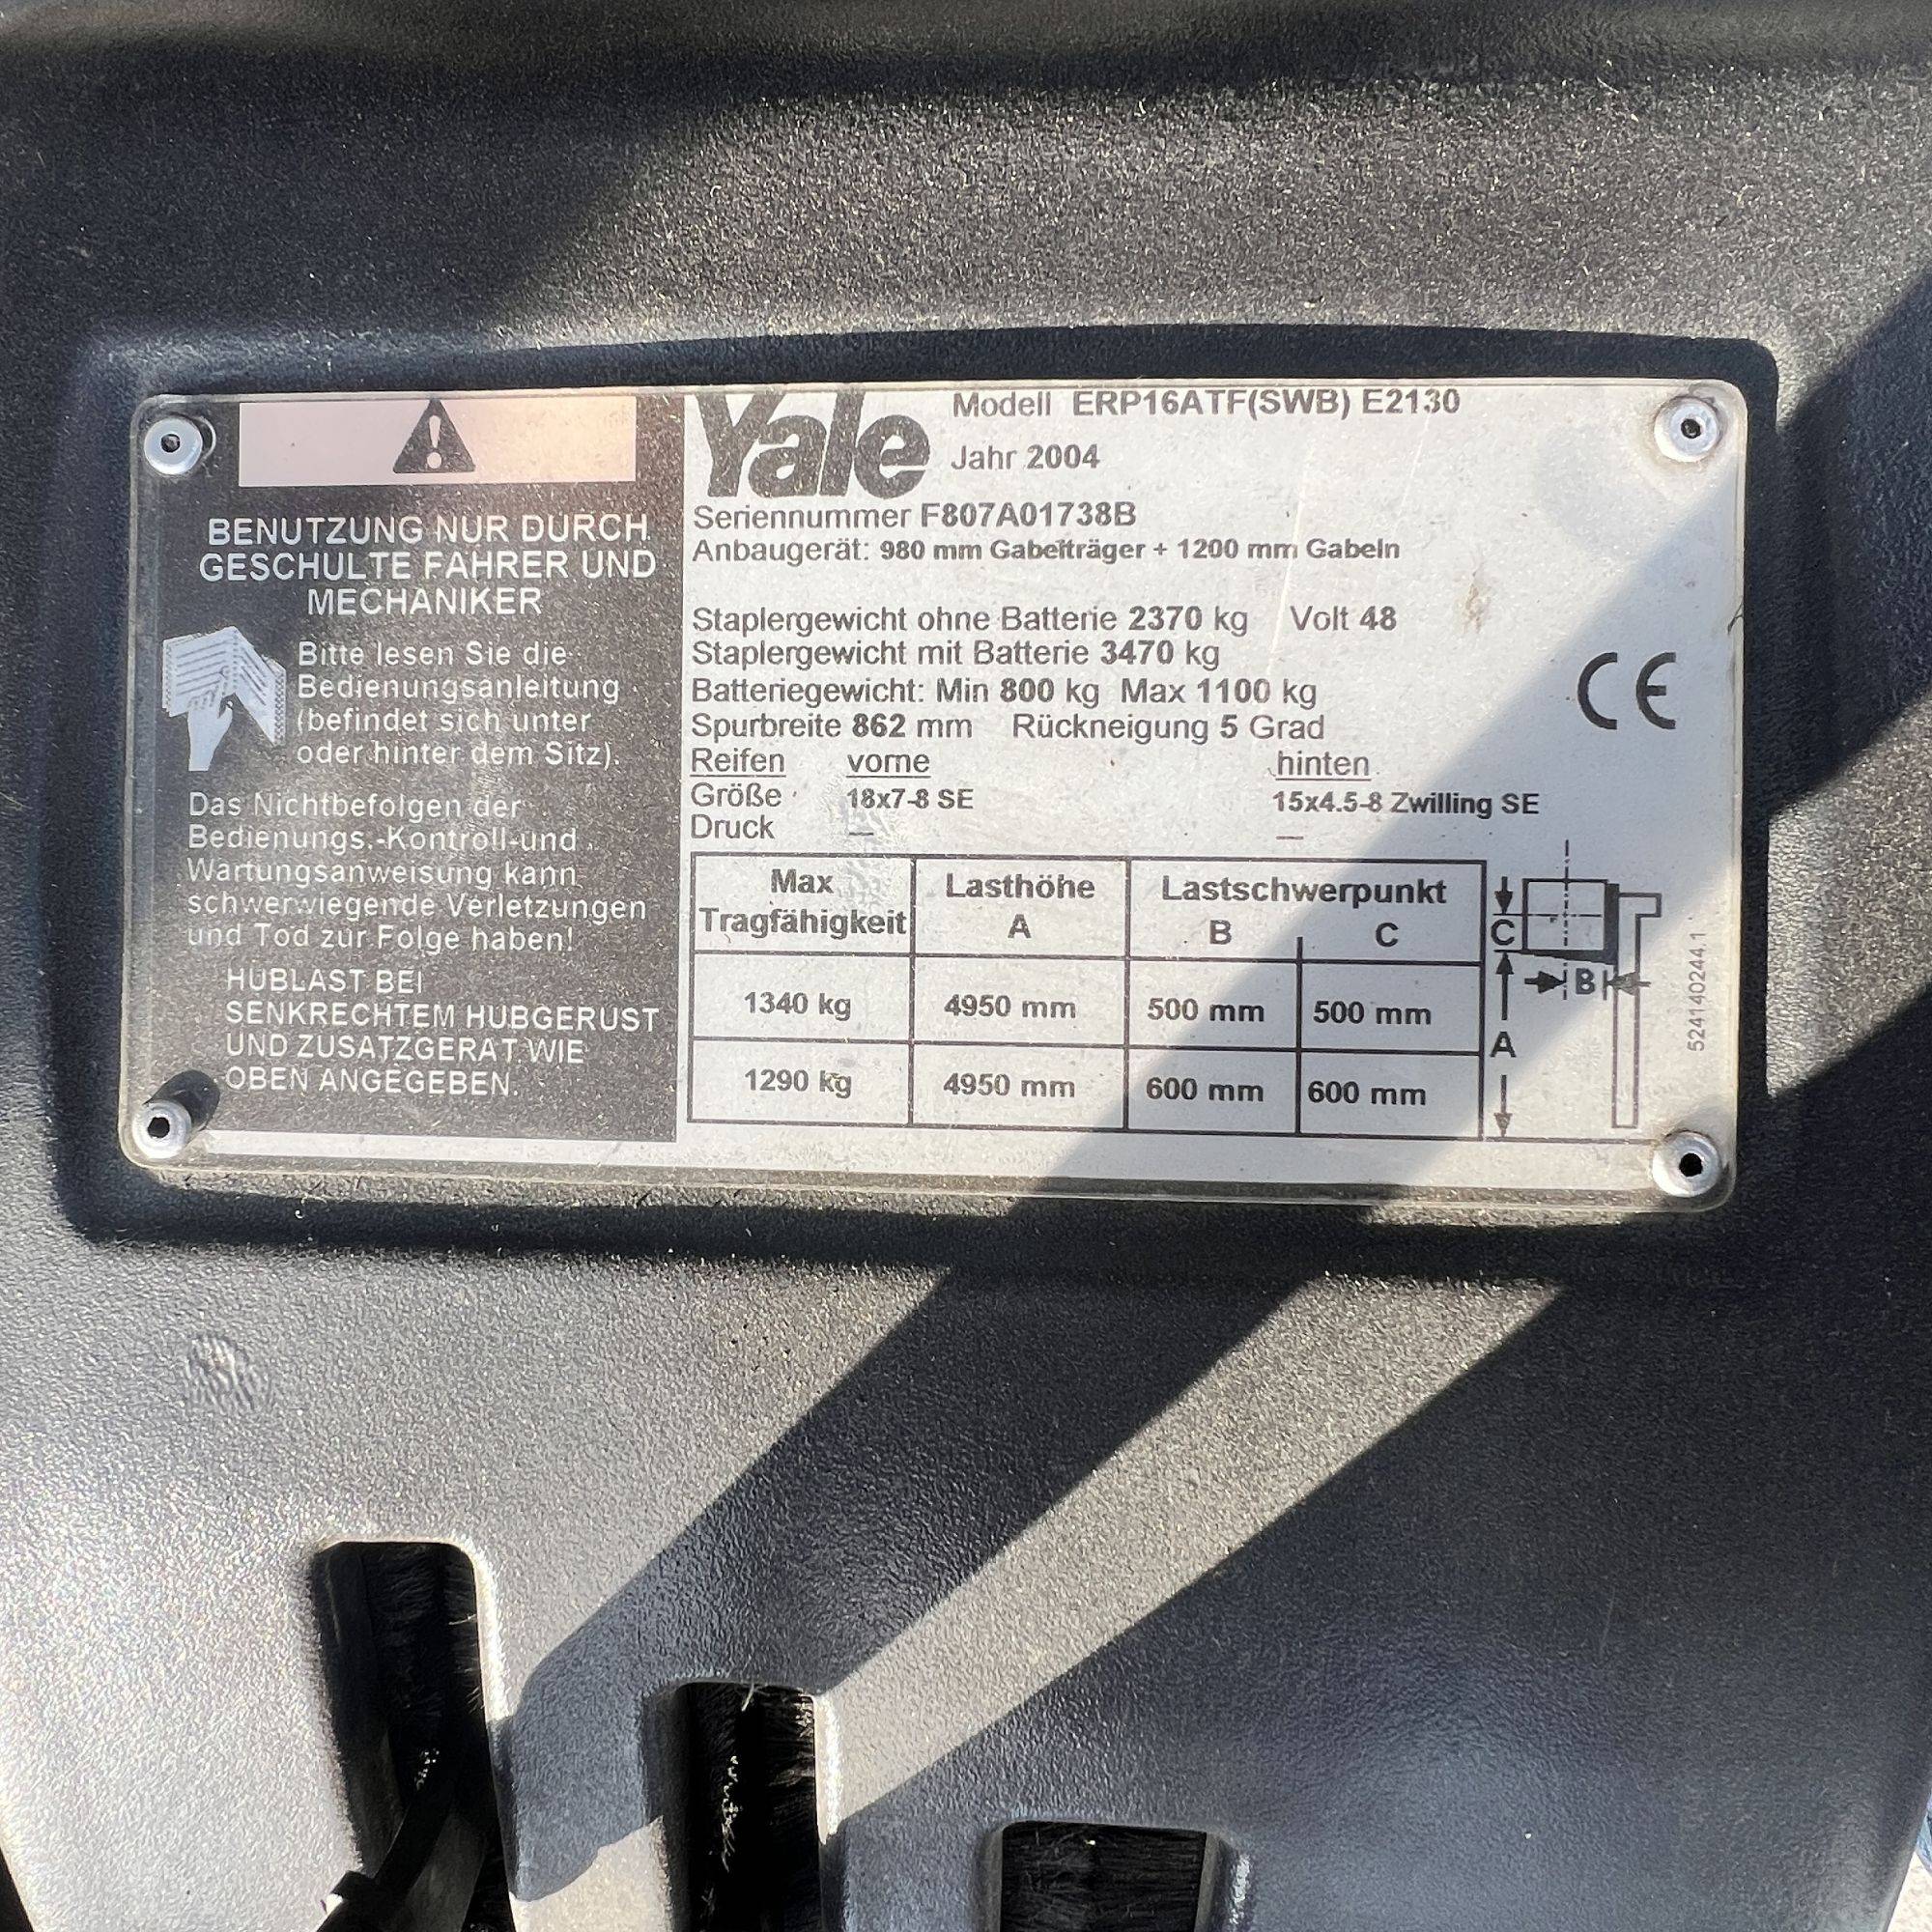 BENUTZUNG NUR DURCH
GESCHULTE FAHRER UND
MECHANIKER
Bitte lesen Sie die
Bedienungsanleitung
(befindet sich unter
oder hinter dem Sitz).
Das Nichtbefolgen der
Bedienungs.-Kontroll-und
Wartungsanweisung kann
schwerwiegende Verletzungen
und Tod zur Folge haben!
HUBLAST BEI
SENKRECHTEM HUBGERUST
UND ZUSATZGERAT WIE
OBEN ANGEGEBEN.
Yale Modell ERP16ATF(SWB) E2130
Jahr 2004
Seriennummer F807A01738B
Anbaugerät: 980 mm Gabelträger + 1200 mm Gabeln
Staplergewicht ohne Batterie 2370 kg Volt 48
Staplergewicht mit Batterie 3470 kg
Batteriegewicht: Min 800 kg Max 1100 kg
Spurbreite 862 mm Rückneigung 5 Grad
CE
Reifen vorne hinten
Größe 18x7-8 SE 15x4.5-8 Zwilling SE
Druck — —
Max Tragfähigkeit Lasthöhe A Lastschwerpunkt B C
1340 kg 4950 mm 500 mm 500 mm
1290 kg 4950 mm 600 mm 600 mm
C
B
A
524140244.1